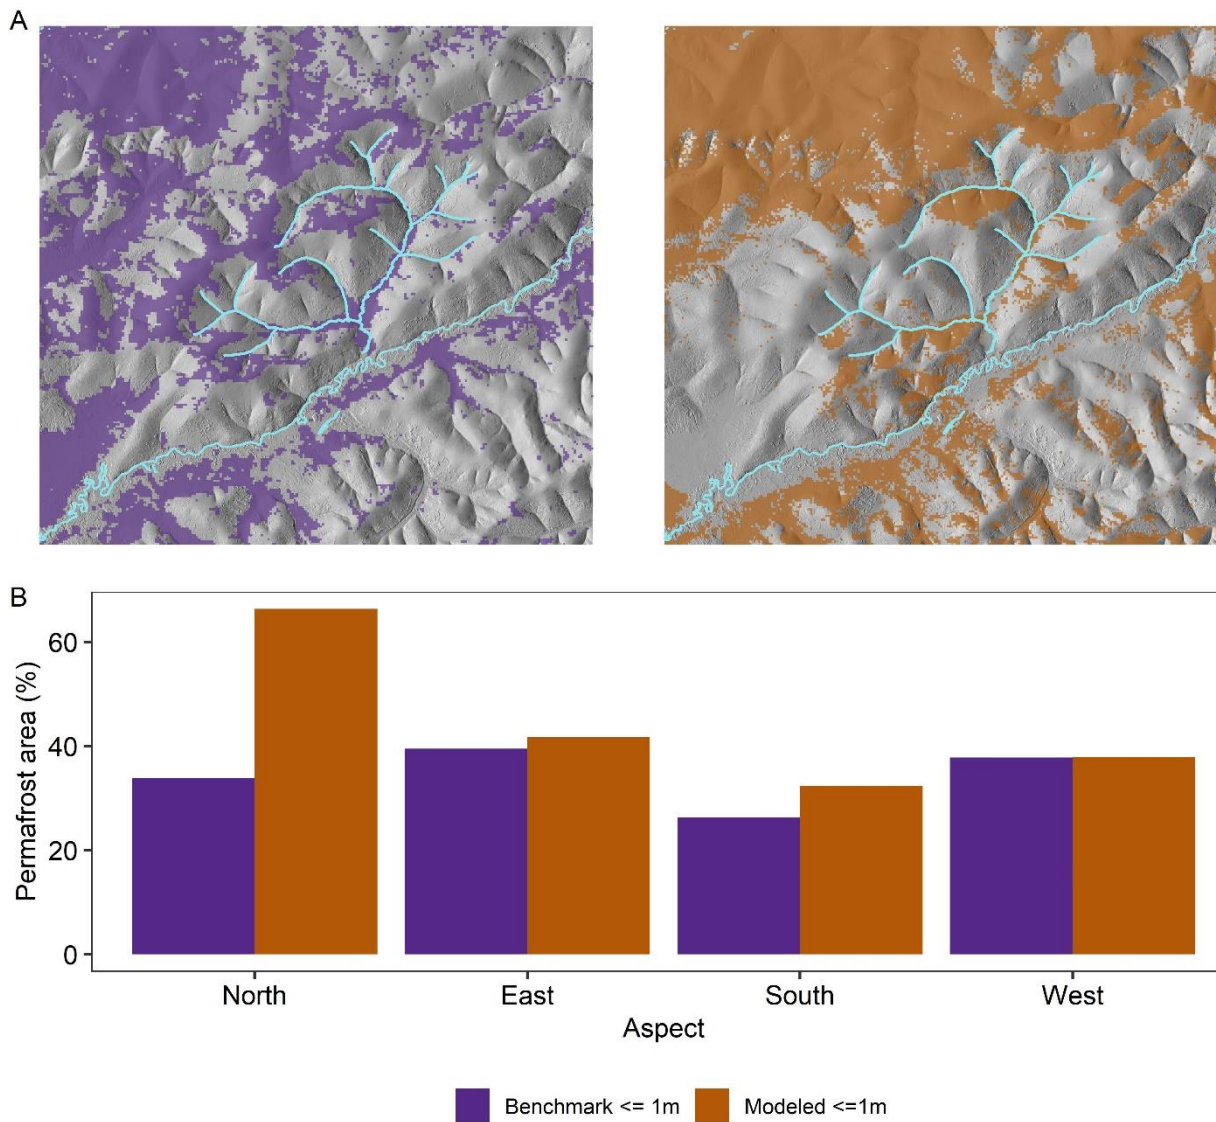 A
B
Permafrost area (%)
60
40
20
0
North East South West
Aspect
Benchmark <= 1m Modeled <=1m